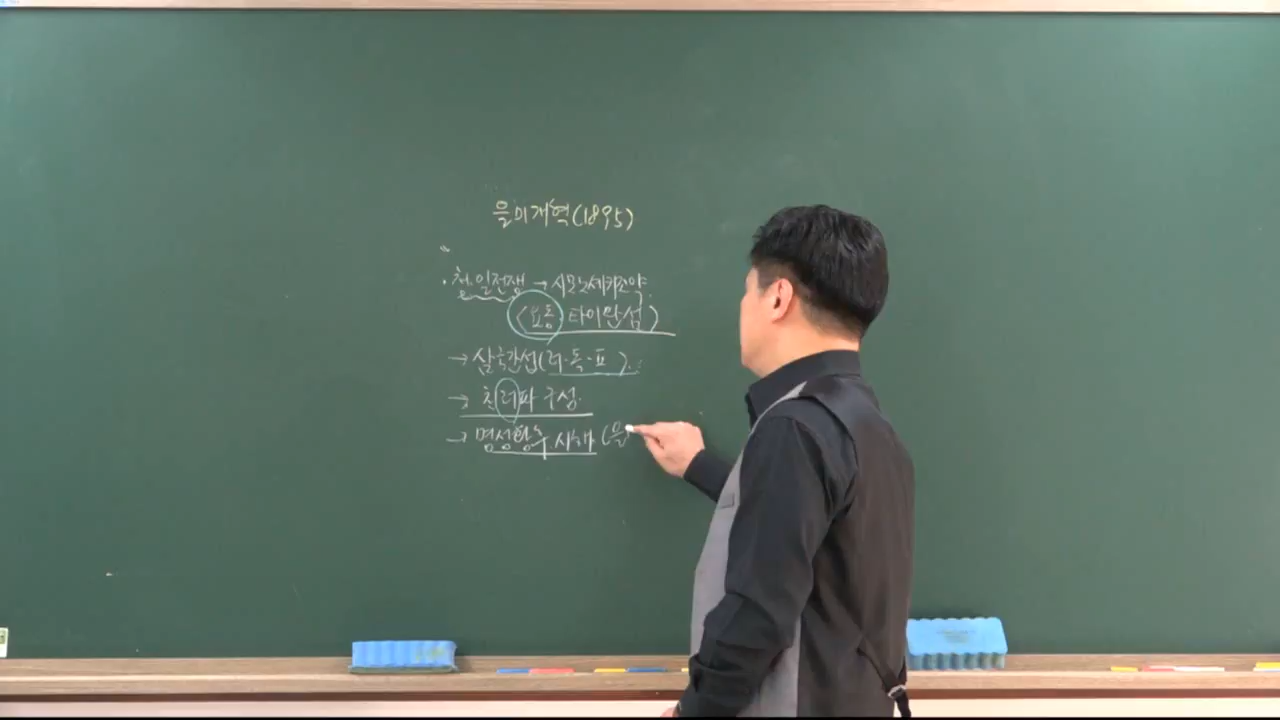 을미개혁(1895)
· 청·일전쟁 → 시모노세키조약
(요동, 타이완섬)
→ 삼국간섭(러·독·프).
→ 친러파 구성.
→ 명성황후 시해 (을